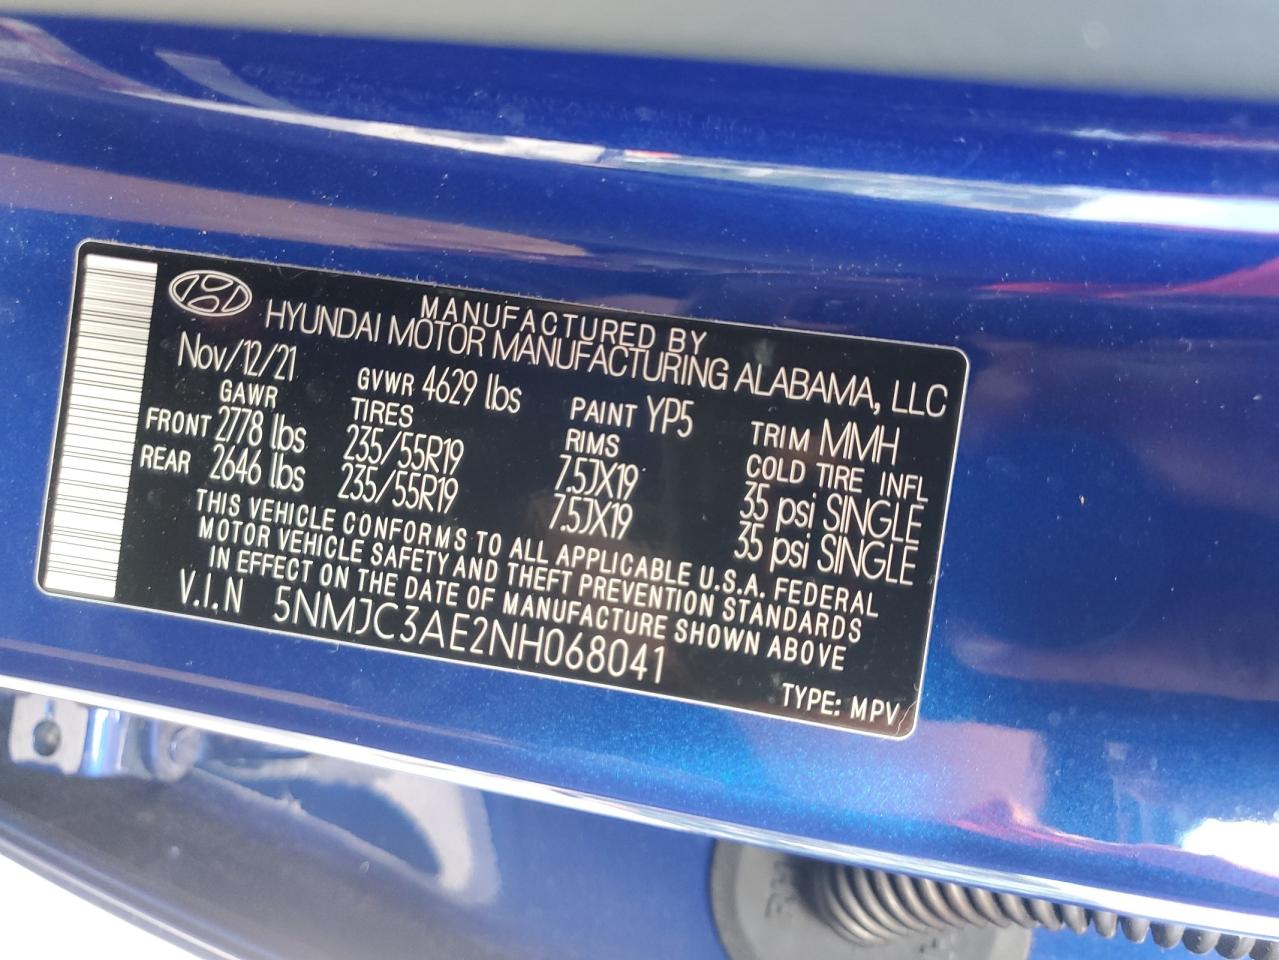 MANUFACTURED BY
HYUNDAI MOTOR MANUFACTURING ALABAMA, LLC
Nov/12/21 GVWR 4629 lbs PAINT YP5 TRIM MMH
GAWR TIRES RIMS COLD TIRE INFL
FRONT 2778 lbs 235/55R19 7.5JX19 35 psi SINGLE
REAR 2646 lbs 235/55R19 7.5JX19 35 psi SINGLE
THIS VEHICLE CONFORMS TO ALL APPLICABLE U.S.A. FEDERAL
MOTOR VEHICLE SAFETY AND THEFT PREVENTION STANDARDS
IN EFFECT ON THE DATE OF MANUFACTURE SHOWN ABOVE
V.I.N 5NMJC3AE2NH068041
TYPE: MPV